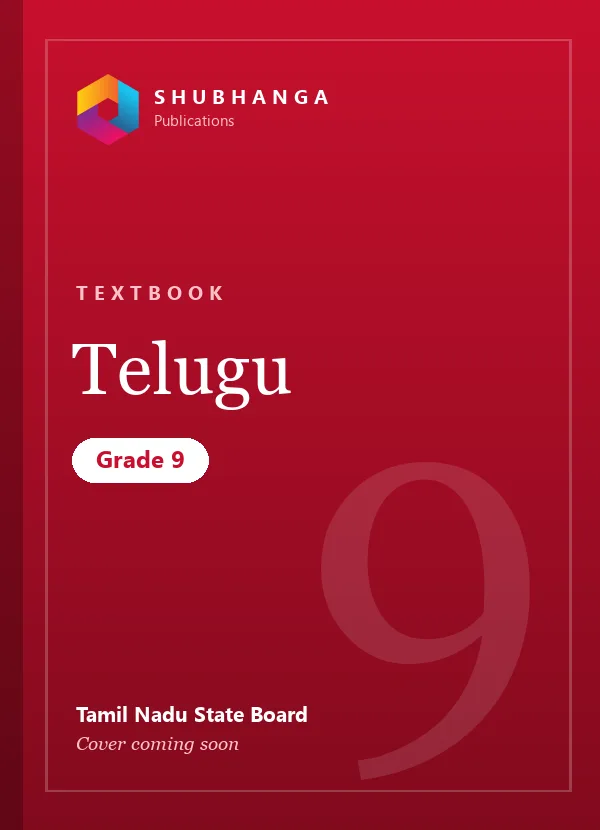 SHUBHANGA
Publications
TEXTBOOK
Telugu
Grade 9
9
Tamil Nadu State Board
Cover coming soon